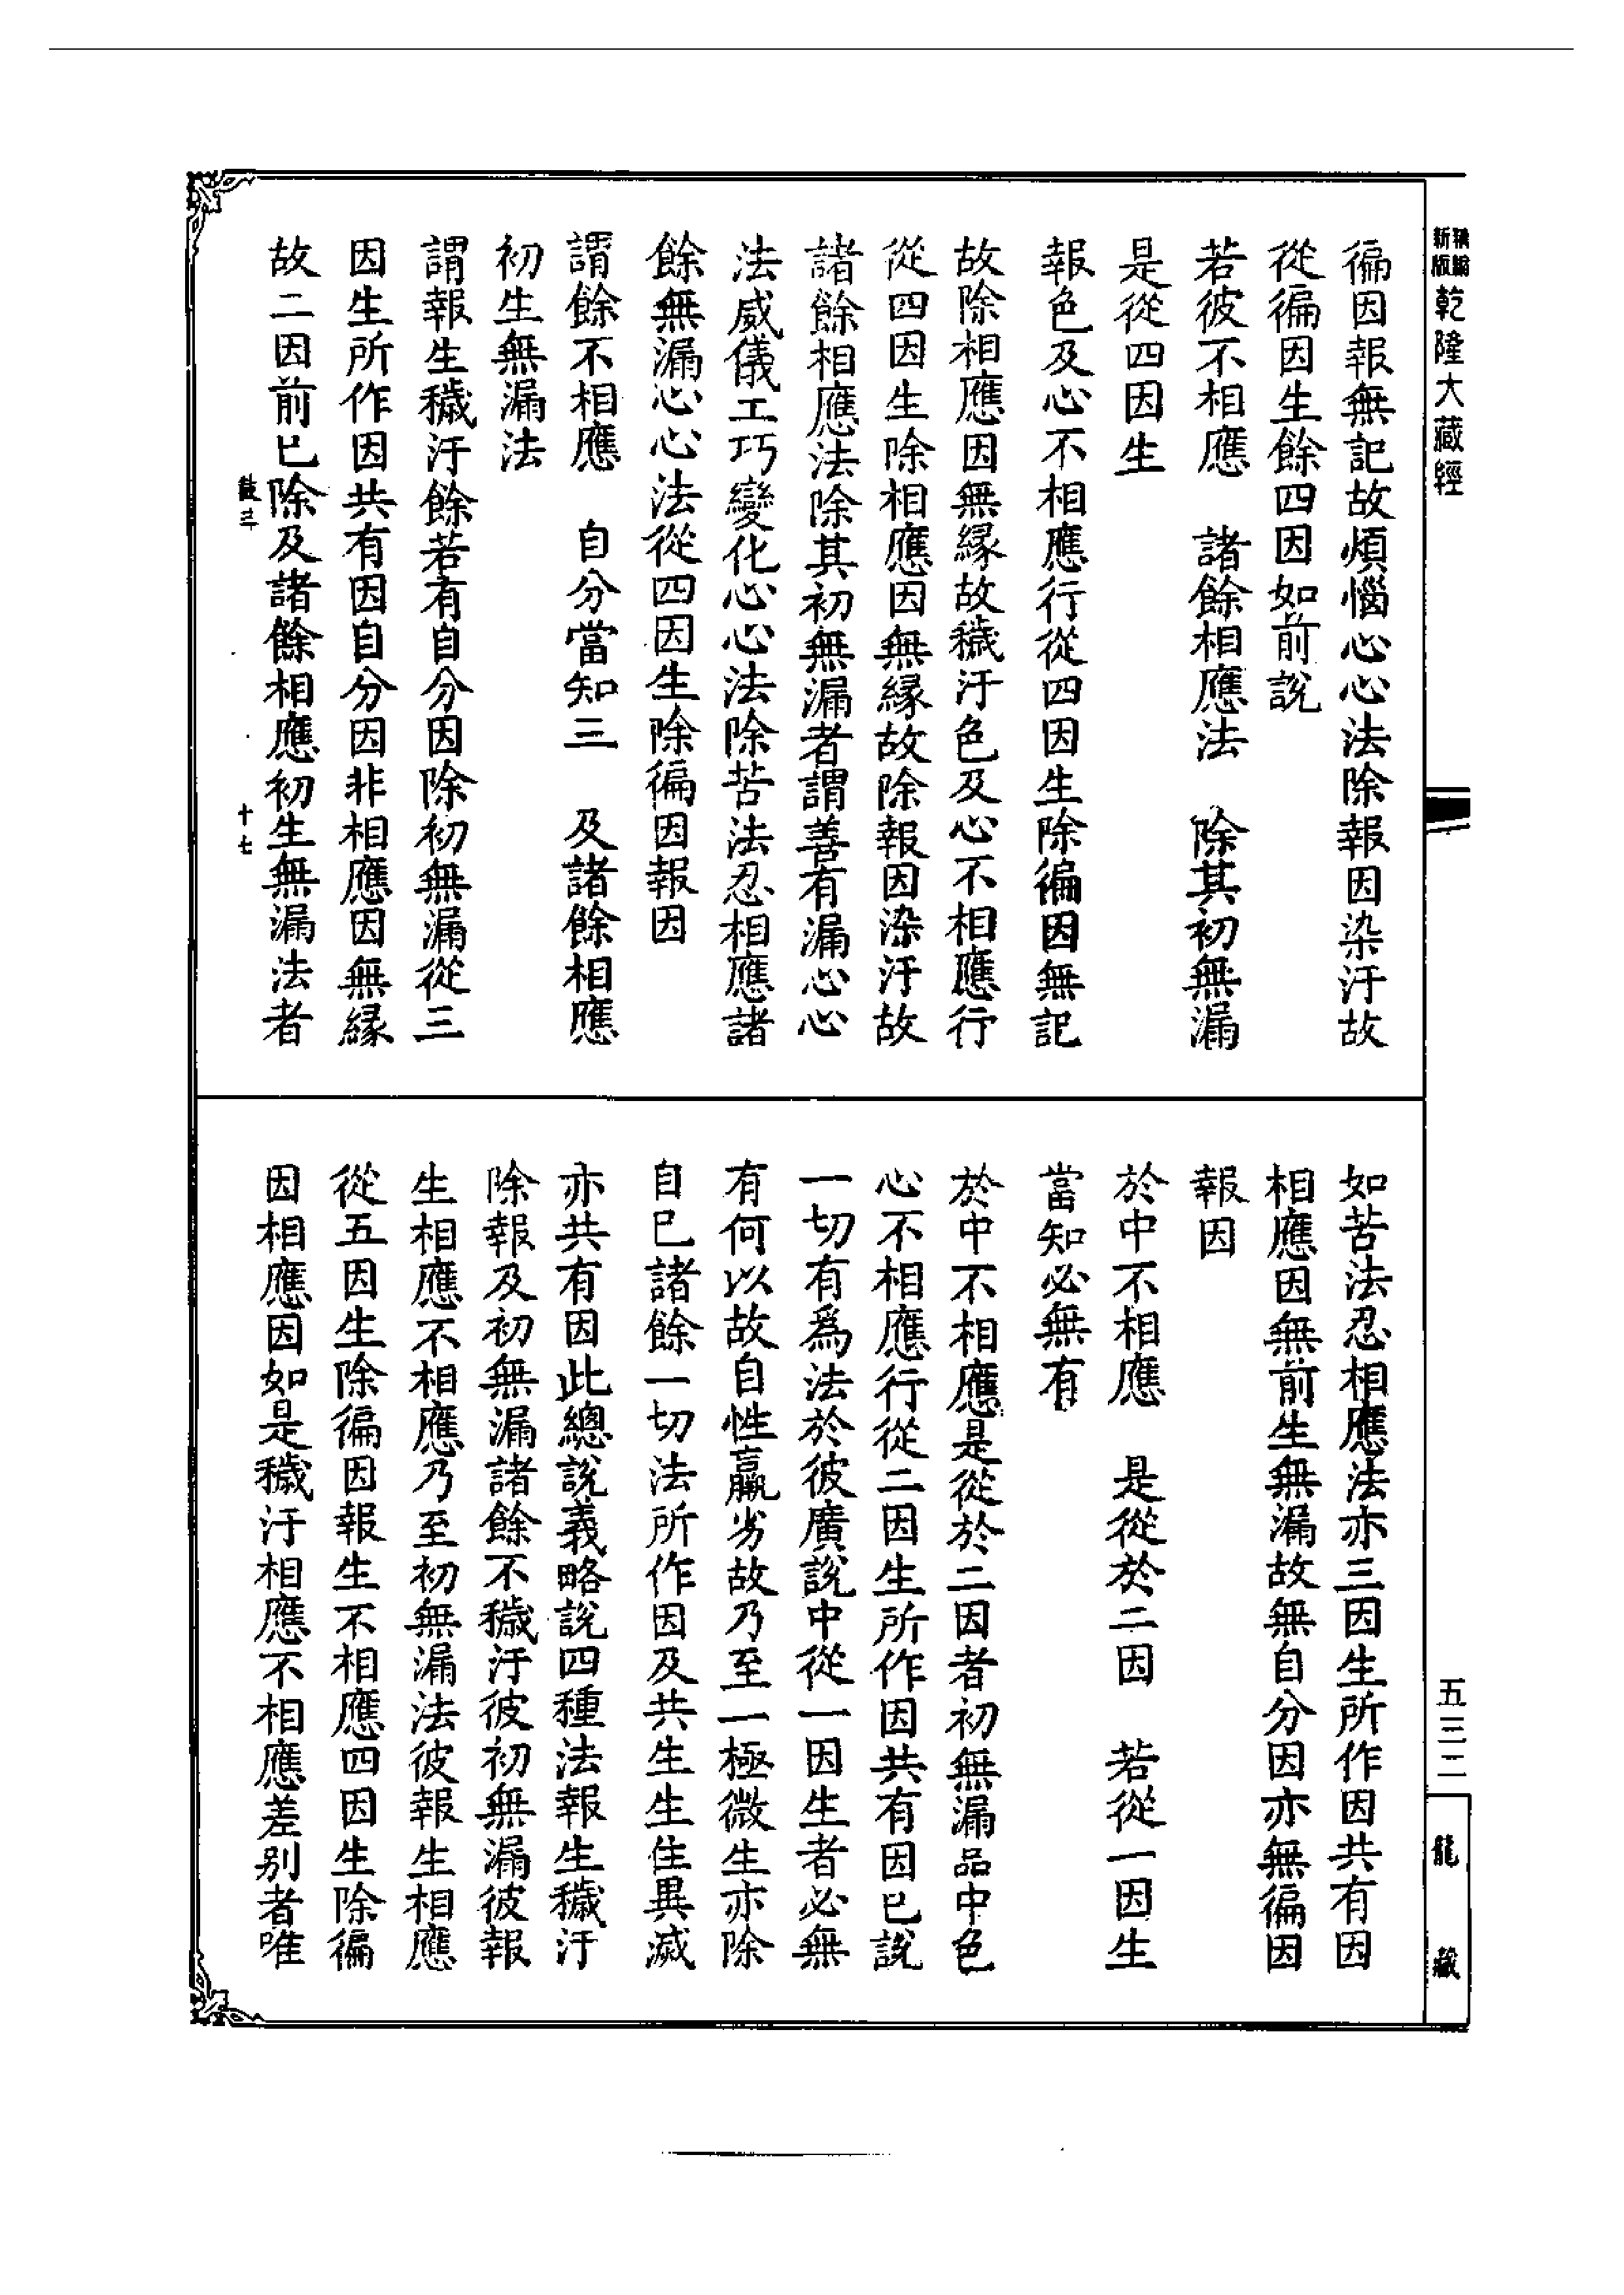 新版精編乾隆大藏經
徧因報無記故煩惱心心法除報因染汙故
從徧因生餘四因如前說
若彼不相應　諸餘相應法　除其初無漏
是從四因生
報色及心不相應行從四因生除徧因無記
故除相應因無緣故穢汙色及心不相應行
從四因生除相應因無緣故除報因染汙故
諸餘相應法除其初無漏者謂善有漏心心
法威儀工巧變化心心法除苦法忍相應諸
餘無漏心心法從四因生除徧因報因
謂餘不相應　自分當知三　及諸餘相應
初生無漏法
謂報生穢汙餘若有自分因除初無漏從三
因生所作因共有因自分因非相應因無緣
故二因前已除及諸餘相應初生無漏法者
十七
如苦法忍相應法亦三因生所作因共有因
相應因無前生無漏故無自分因亦無徧因
報因
於中不相應　是從於二因　若從一因生
當知必無有
於中不相應是從於二因者初無漏品中色
心不相應行從二因生所作因共有因已說
一切有爲法於彼廣說中從一因生者必無
有何以故自性羸劣故乃至一極微生亦除
自己諸餘一切法所作因及共生生住異滅
亦共有因此總說義略說四種法報生穢汙
除報及初無漏諸餘不穢汙彼初無漏彼報
生相應不相應乃至初無漏法彼報生相應
從五因生除徧因報生不相應四因生除徧
因相應因如是穢汙相應不相應差別者唯
五三二
龍藏